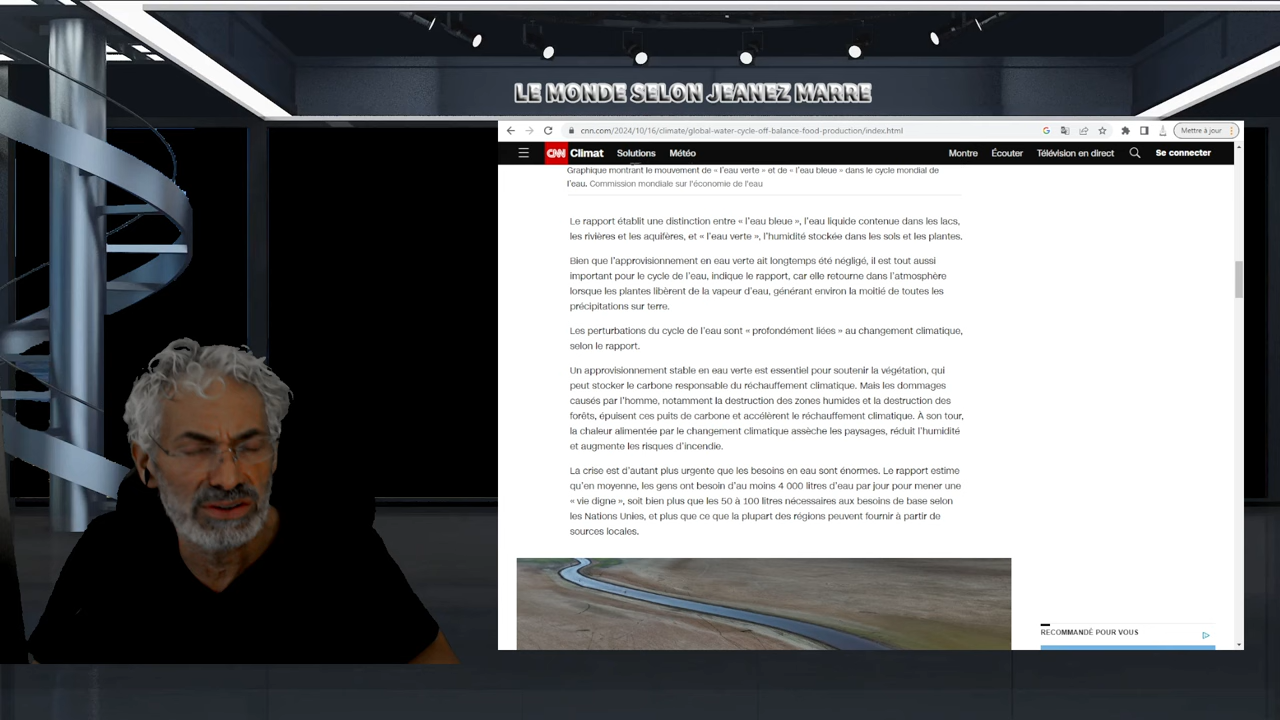 LE MONDE SELON JEANEZ MARRE
cnn.com/2024/10/16/climate/global-water-cycle-off-balance-food-production/index.html
Mettre à jour
CNN Climat Solutions Météo Montre Écouter Télévision en direct Se connecter
Graphique montrant le mouvement de « l'eau verte » et de « l'eau bleue » dans le cycle mondial de
l'eau. Commission mondiale sur l'économie de l'eau
Le rapport établit une distinction entre « l'eau bleue », l'eau liquide contenue dans les lacs,
les rivières et les aquifères, et « l'eau verte », l'humidité stockée dans les sols et les plantes.
Bien que l'approvisionnement en eau verte ait longtemps été négligé, il est tout aussi
important pour le cycle de l'eau, indique le rapport, car elle retourne dans l'atmosphère
lorsque les plantes libèrent de la vapeur d'eau, générant environ la moitié de toutes les
précipitations sur terre.
Les perturbations du cycle de l'eau sont « profondément liées » au changement climatique,
selon le rapport.
Un approvisionnement stable en eau verte est essentiel pour soutenir la végétation, qui
peut stocker le carbone responsable du réchauffement climatique. Mais les dommages
causés par l'homme, notamment la destruction des zones humides et la destruction des
forêts, épuisent ces puits de carbone et accélèrent le réchauffement climatique. À son tour,
la chaleur alimentée par le changement climatique assèche les paysages, réduit l'humidité
et augmente les risques d'incendie.
La crise est d'autant plus urgente que les besoins en eau sont énormes. Le rapport estime
qu'en moyenne, les gens ont besoin d'au moins 4 000 litres d'eau par jour pour mener une
« vie digne », soit bien plus que les 50 à 100 litres nécessaires aux besoins de base selon
les Nations Unies, et plus que ce que la plupart des régions peuvent fournir à partir de
sources locales.
RECOMMANDÉ POUR VOUS